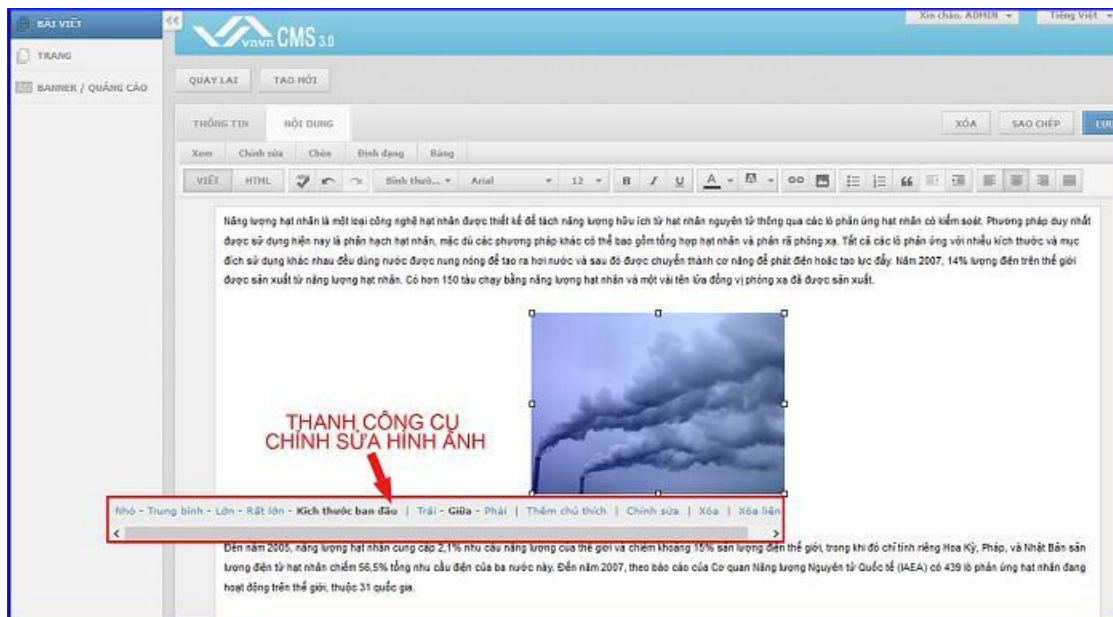 BÀI VIẾT
TRANG
BANNER / QUẢNG CÁO
vnvn CMS 3.0
Xin chào, ADMIN
Tiếng Việt
QUAY LẠI TẠO MỚI
THÔNG TIN NỘI DUNG
XÓA SAO CHÉP
Xem Chỉnh sửa Chèn Định dạng Bảng
VIẾT HTML Bình thườ... Arial 12 B I U A
Năng lượng hạt nhân là một loại công nghệ hạt nhân được thiết kế để tách năng lượng hữu ích từ hạt nhân nguyên tử thông qua các lò phản ứng hạt nhân có kiểm soát. Phương pháp duy nhất
được sử dụng hiện nay là phân hạch hạt nhân, mặc dù các phương pháp khác có thể bao gồm tổng hợp hạt nhân và phân rã phóng xạ. Tất cả các lò phản ứng với nhiều kích thước và mục
đích sử dụng khác nhau đều dùng nước được nung nóng để tạo ra hơi nước và sau đó được chuyển thành cơ năng để phát điện hoặc tạo lực đẩy. Năm 2007, 14% lượng điện trên thế giới
được sản xuất từ năng lượng hạt nhân. Có hơn 150 tàu chạy bằng năng lượng hạt nhân và một vài tên lửa đồng vị phóng xạ đã được sản xuất.
THANH CÔNG CỤ
CHỈNH SỬA HÌNH ẢNH
Nhỏ - Trung bình - Lớn - Rất lớn - Kích thước ban đầu | Trái - Giữa - Phải | Thêm chú thích | Chỉnh sửa | Xóa | Xóa liên
Đến năm 2005, năng lượng hạt nhân cung cấp 2,1% nhu cầu năng lượng của thế giới và chiếm khoảng 15% sản lượng điện thế giới, trong khi đó chỉ tính riêng Hoa Kỳ, Pháp, và Nhật Bản sản
lượng điện từ hạt nhân chiếm 56,5% tổng nhu cầu điện của ba nước này. Đến năm 2007, theo báo cáo của Cơ quan Năng lượng Nguyên tử Quốc tế (IAEA) có 439 lò phản ứng hạt nhân đang
hoạt động trên thế giới, thuộc 31 quốc gia.